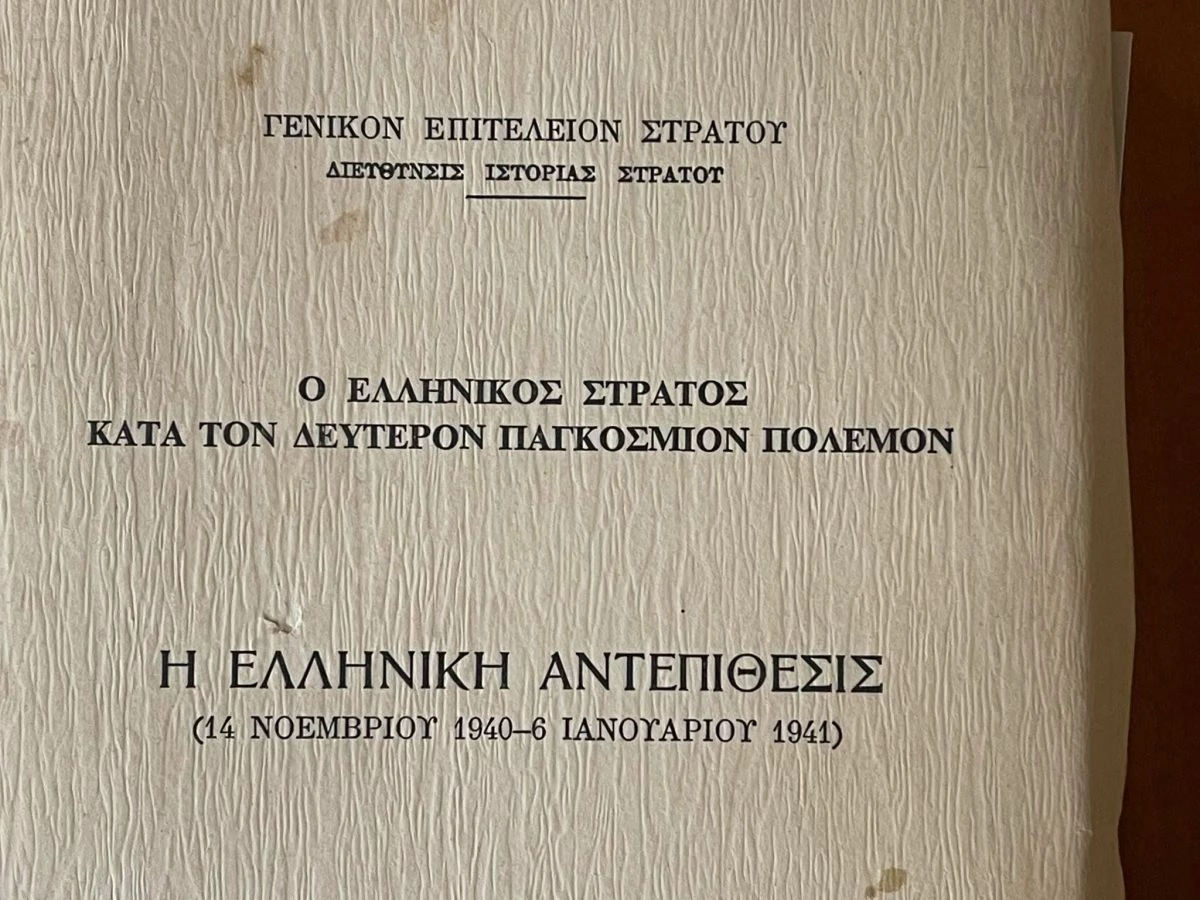 ΓΕΝΙΚΟΝ ΕΠΙΤΕΛΕΙΟΝ ΣΤΡΑΤΟΥ
ΔΙΕΥΘΥΝΣΙΣ ΙΣΤΟΡΙΑΣ ΣΤΡΑΤΟΥ
Ο ΕΛΛΗΝΙΚΟΣ ΣΤΡΑΤΟΣ
ΚΑΤΑ ΤΟΝ ΔΕΥΤΕΡΟΝ ΠΑΓΚΟΣΜΙΟΝ ΠΟΛΕΜΟΝ
Η ΕΛΛΗΝΙΚΗ ΑΝΤΕΠΙΘΕΣΙΣ
(14 ΝΟΕΜΒΡΙΟΥ 1940–6 ΙΑΝΟΥΑΡΙΟΥ 1941)